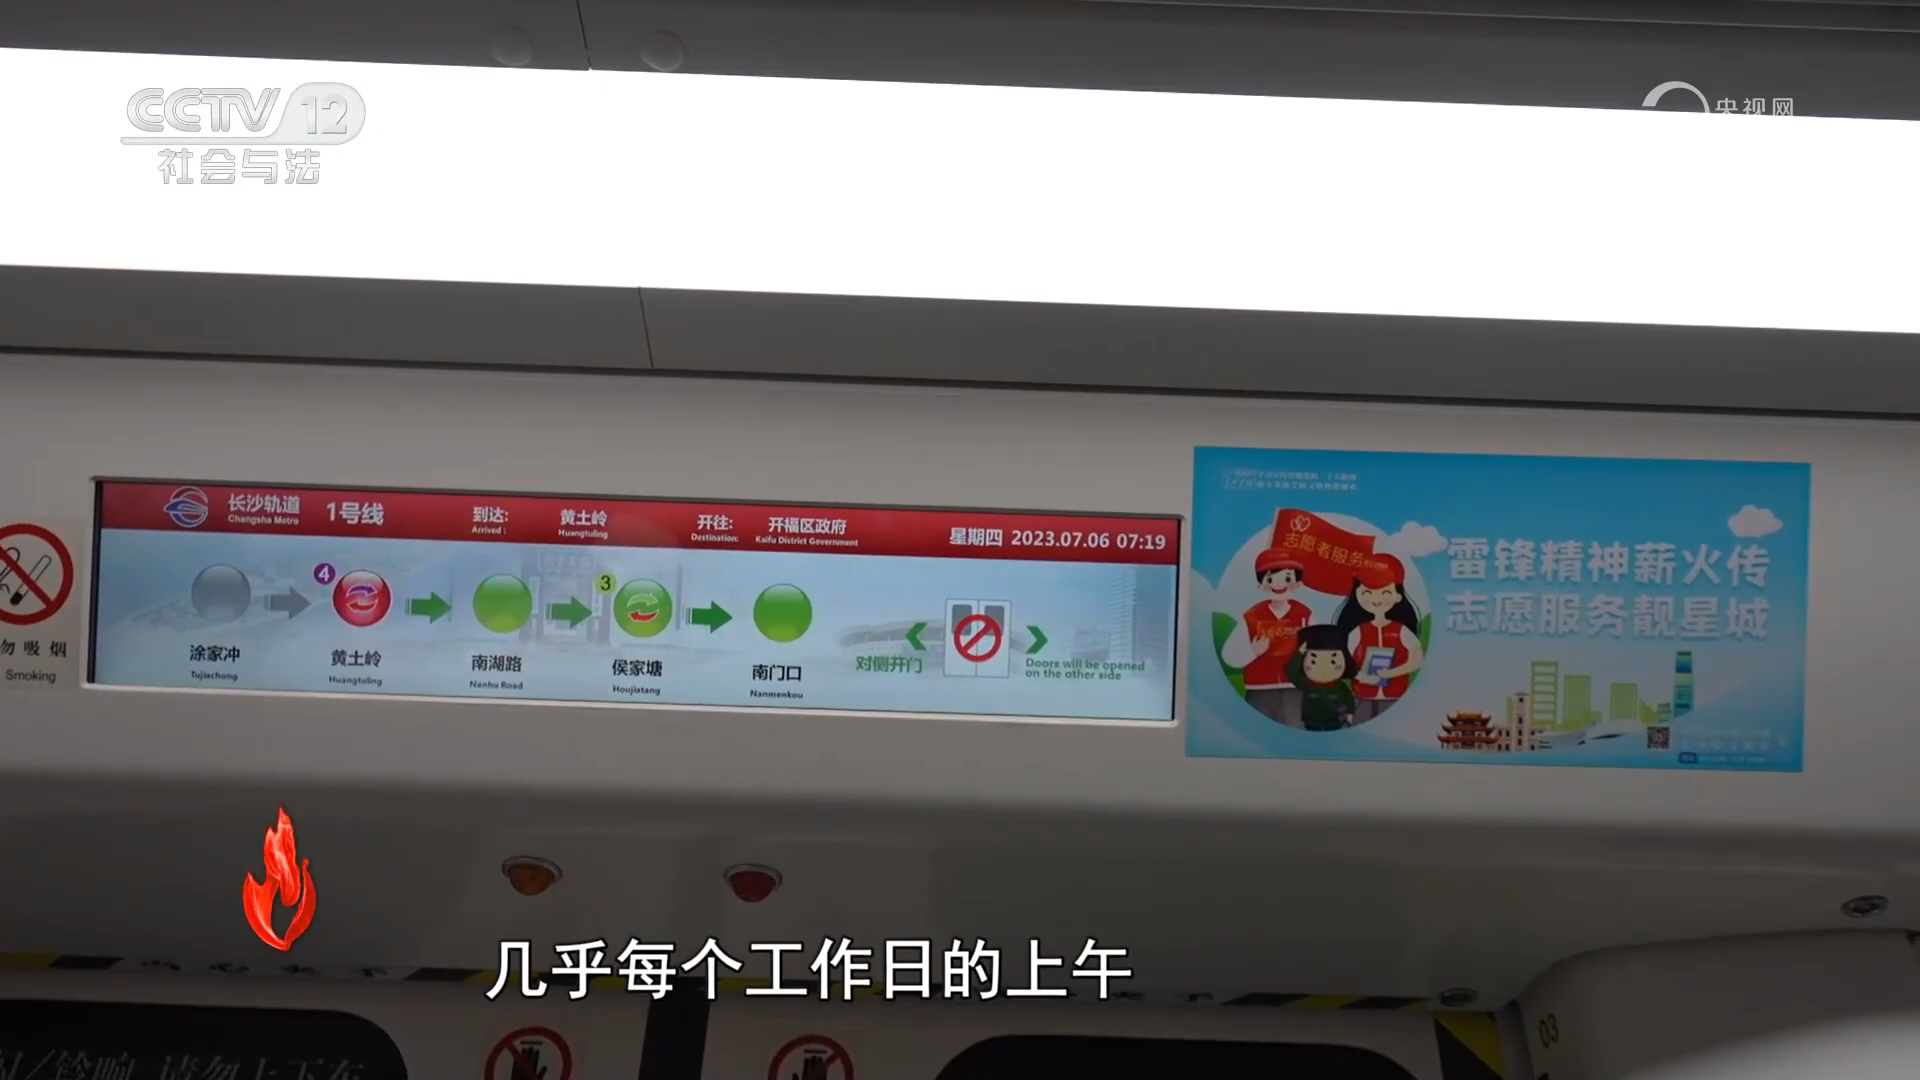 CCTV 12
社会与法
央视网
长沙轨道 1号线 到达: 黄土岭 开往: 开福区政府 星期四 2023.07.06 07:19
Changsha Metro Arrived : Huangtuling Destination: Kaifu District Government
4
3
涂家冲 黄土岭 南湖路 侯家塘 南门口
Tujiachong Huangtuling Nanhu Road Houjiatang Nanmenkou
对侧开门
Doors will be opened
on the other side
勿吸烟
Smoking
志愿者服务
雷锋精神薪火传
志愿服务靓星城
几乎每个工作日的上午
03